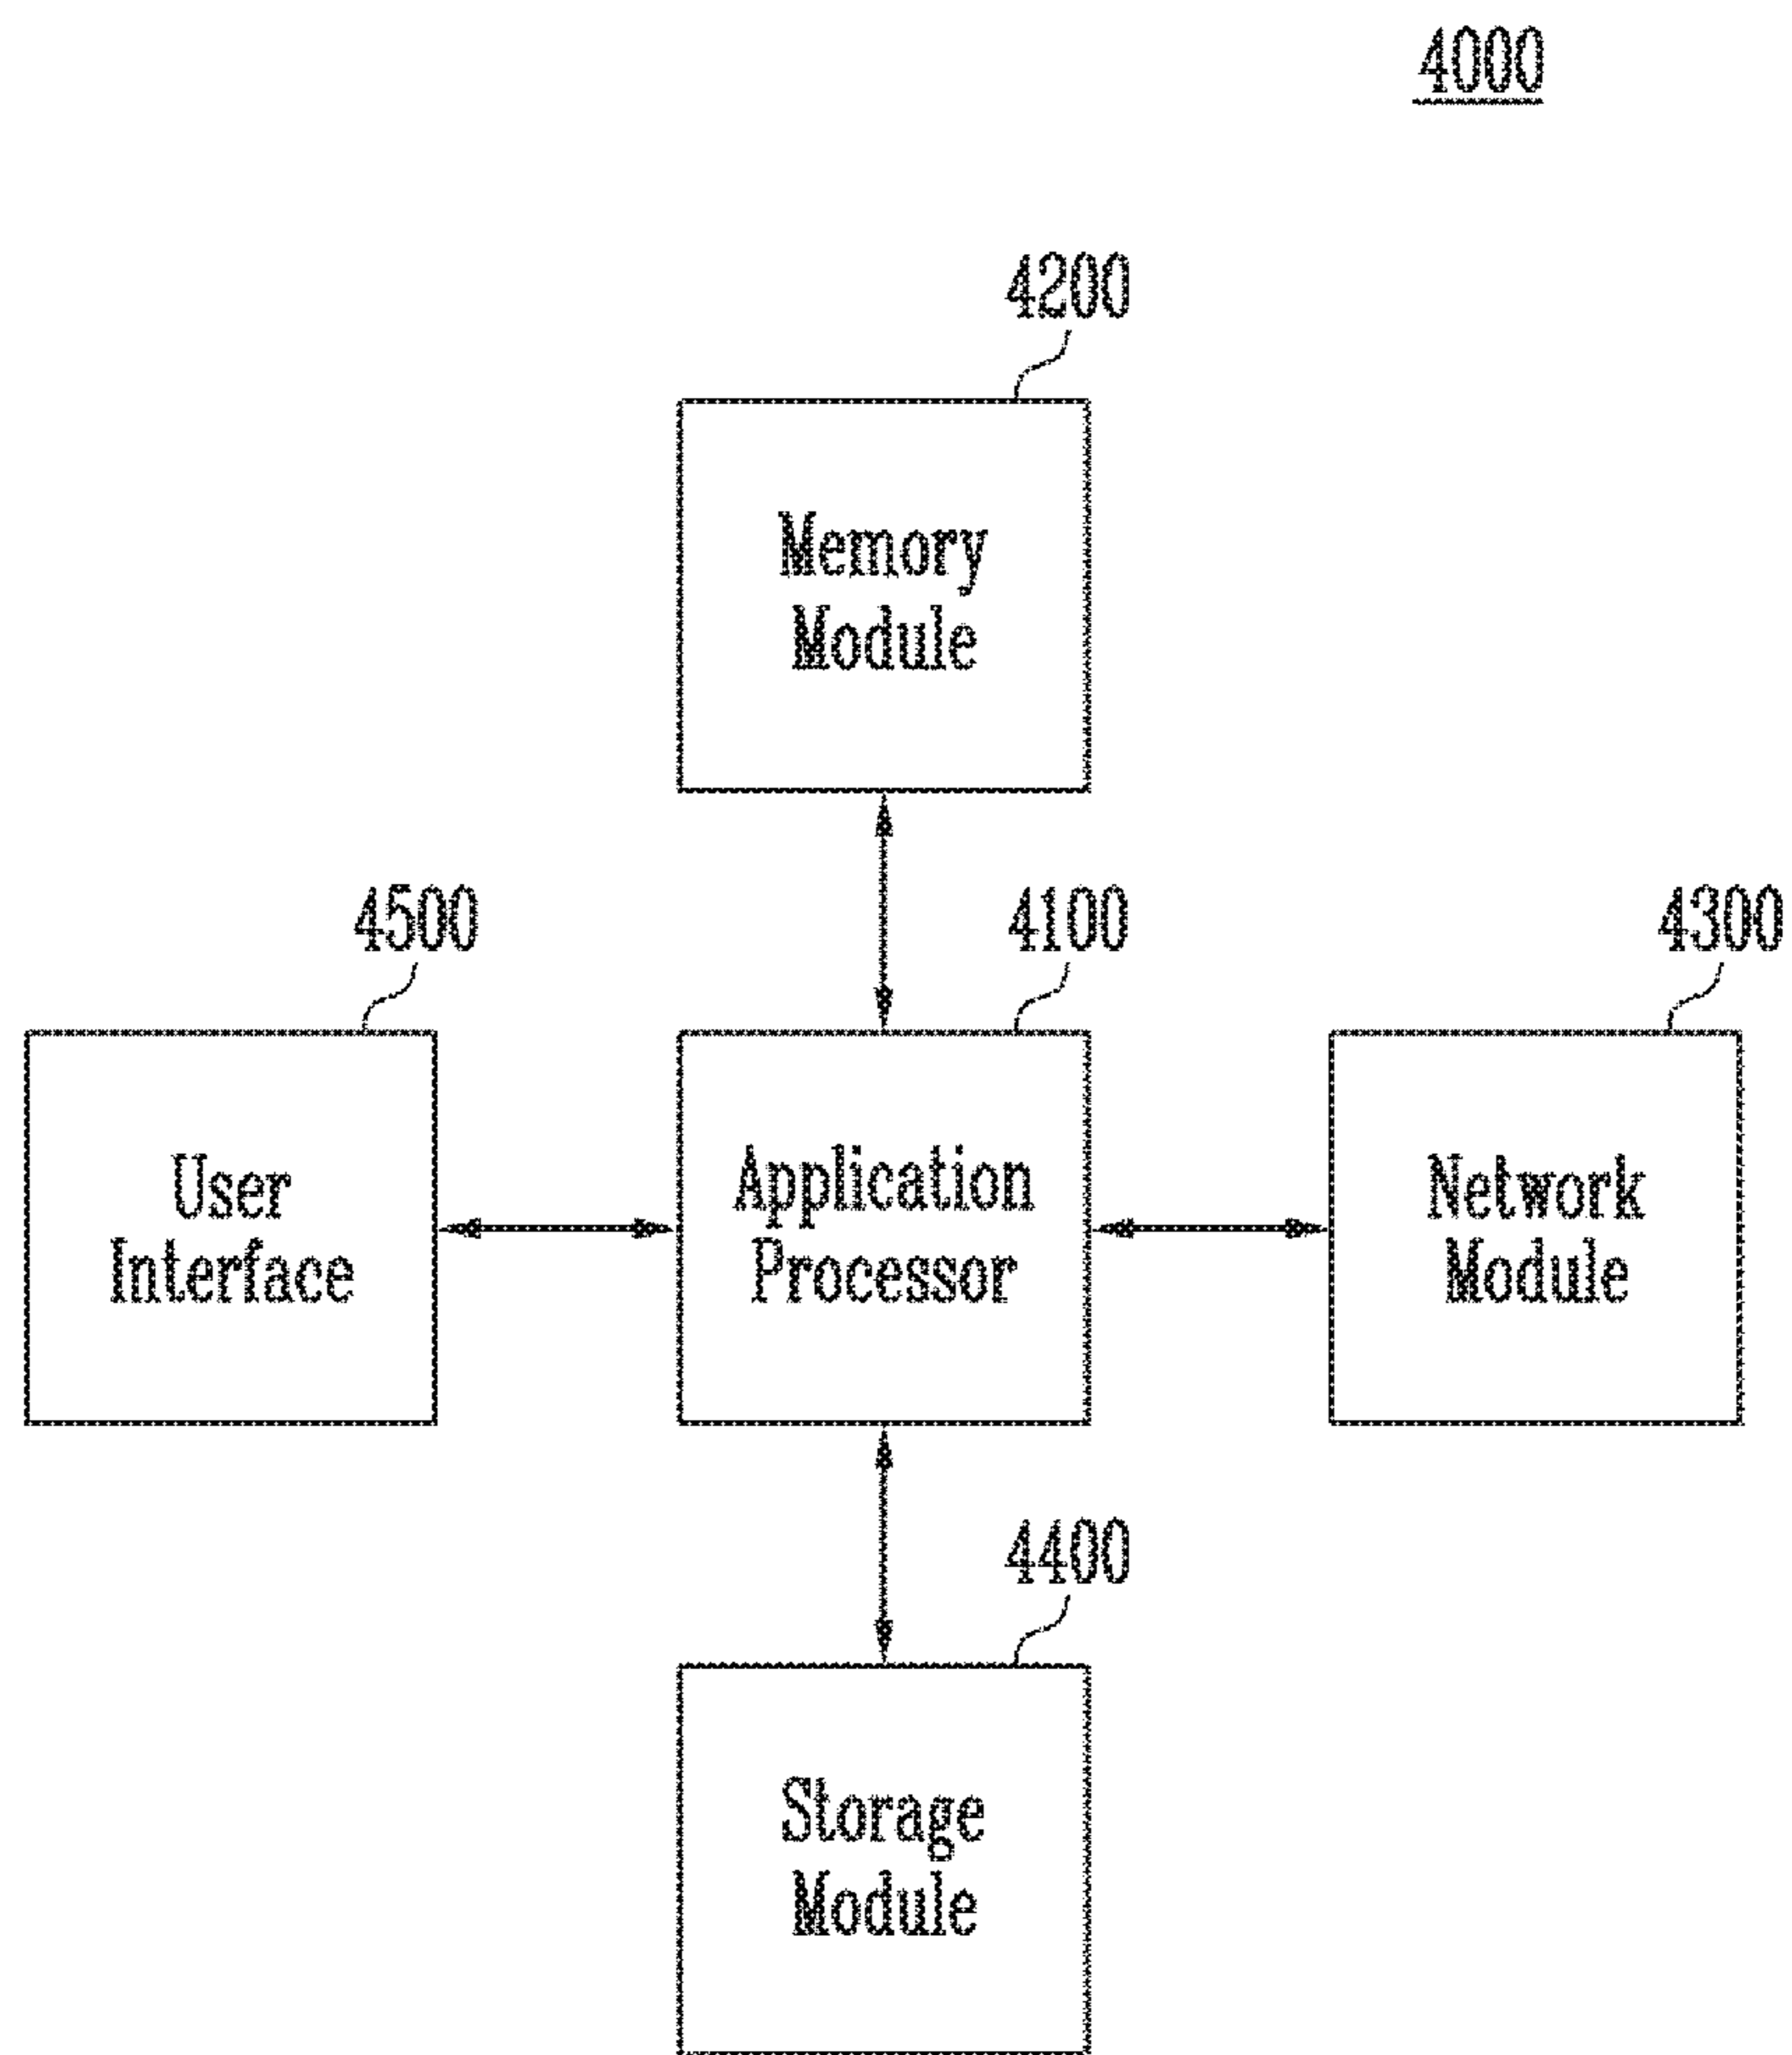 4000
4200
Memory
Module
4500
4100
4300
User
Interface
Application
Processor
Network
Module
4400
Storage
Module